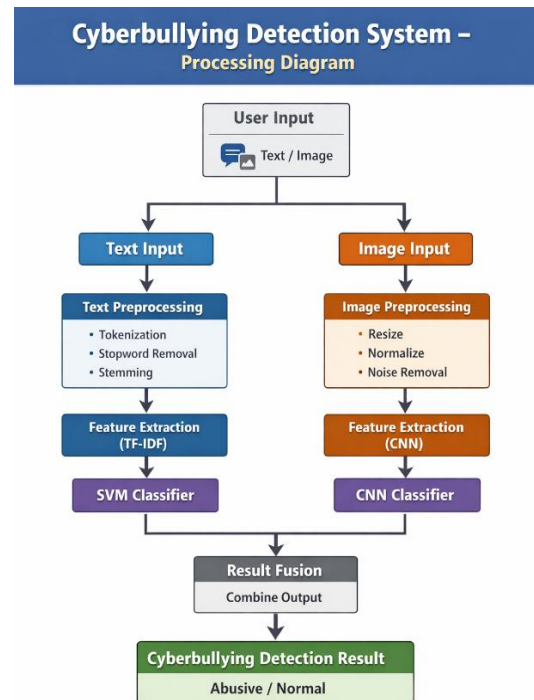 Cyberbullying Detection System –
Processing Diagram
User Input
Text / Image
Text Input
Image Input
Text Preprocessing
• Tokenization
• Stopword Removal
• Stemming
Image Preprocessing
• Resize
• Normalize
• Noise Removal
Feature Extraction
(TF-IDF)
Feature Extraction
(CNN)
SVM Classifier
CNN Classifier
Result Fusion
Combine Output
Cyberbullying Detection Result
Abusive / Normal